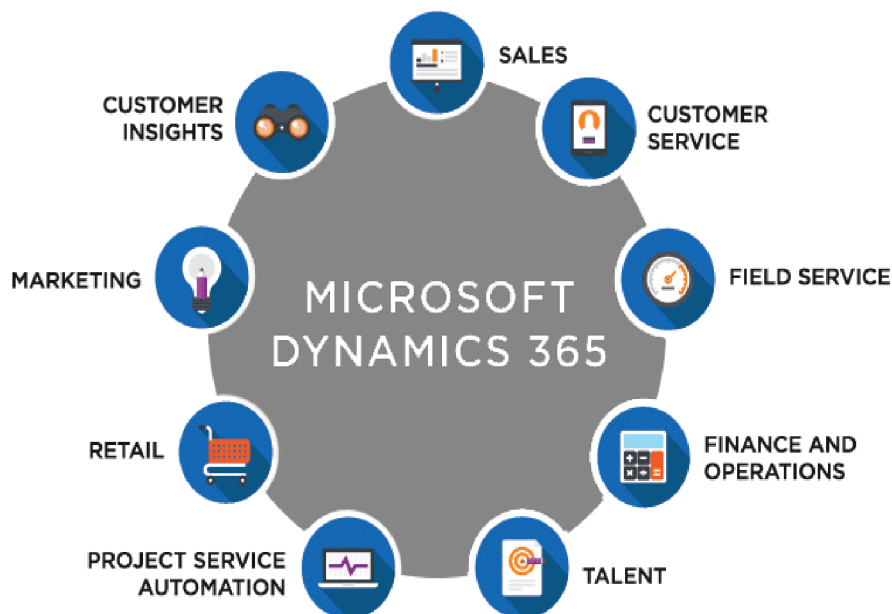 SALES
CUSTOMER
SERVICE
FIELD SERVICE
FINANCE AND
OPERATIONS
TALENT
PROJECT SERVICE
AUTOMATION
RETAIL
MARKETING
CUSTOMER
INSIGHTS
MICROSOFT
DYNAMICS 365